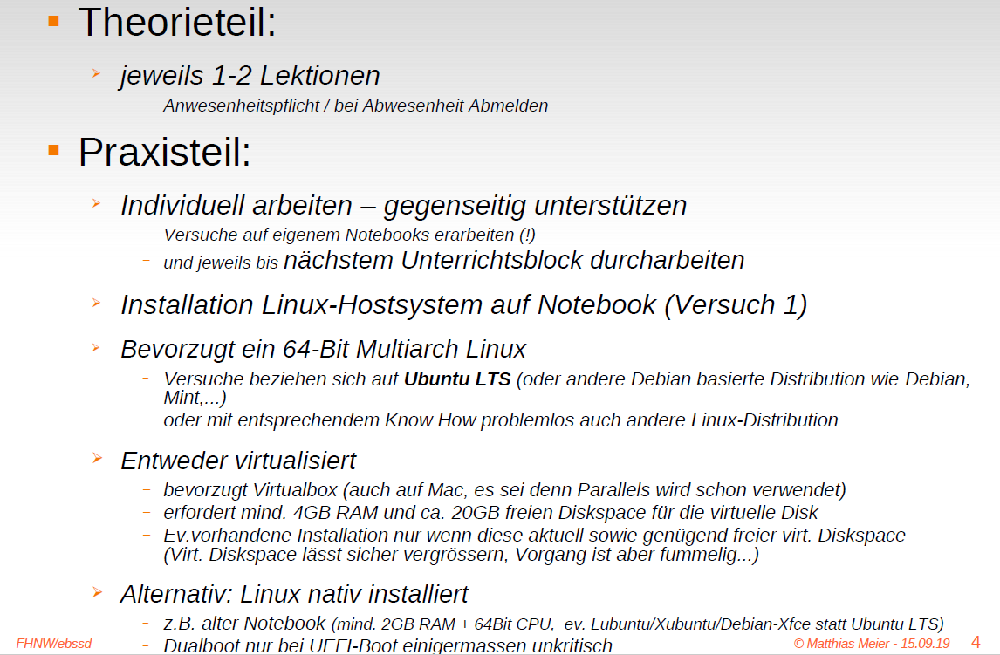 Theorieteil:
jeweils 1-2 Lektionen
Anwesenheitspflicht / bei Abwesenheit Abmelden
Praxisteil:
Individuell arbeiten – gegenseitig unterstützen
Versuche auf eigenem Notebooks erarbeiten (!)
und jeweils bis nächstem Unterrichtsblock durcharbeiten
Installation Linux-Hostsystem auf Notebook (Versuch 1)
Bevorzugt ein 64-Bit Multiarch Linux
Versuche beziehen sich auf Ubuntu LTS (oder andere Debian basierte Distribution wie Debian,
Mint,...)
oder mit entsprechendem Know How problemlos auch andere Linux-Distribution
Entweder virtualisiert
bevorzugt Virtualbox (auch auf Mac, es sei denn Parallels wird schon verwendet)
erfordert mind. 4GB RAM und ca. 20GB freien Diskspace für die virtuelle Disk
Ev.vorhandene Installation nur wenn diese aktuell sowie genügend freier virt. Diskspace
(Virt. Diskspace lässt sicher vergrössern, Vorgang ist aber fummelig...)
Alternativ: Linux nativ installiert
z.B. alter Notebook (mind. 2GB RAM + 64Bit CPU, ev. Lubuntu/Xubuntu/Debian-Xfce statt Ubuntu LTS)
Dualboot nur bei UEFI-Boot einigermassen unkritisch
FHNW/ebssd
© Matthias Meier - 15.09.19 4